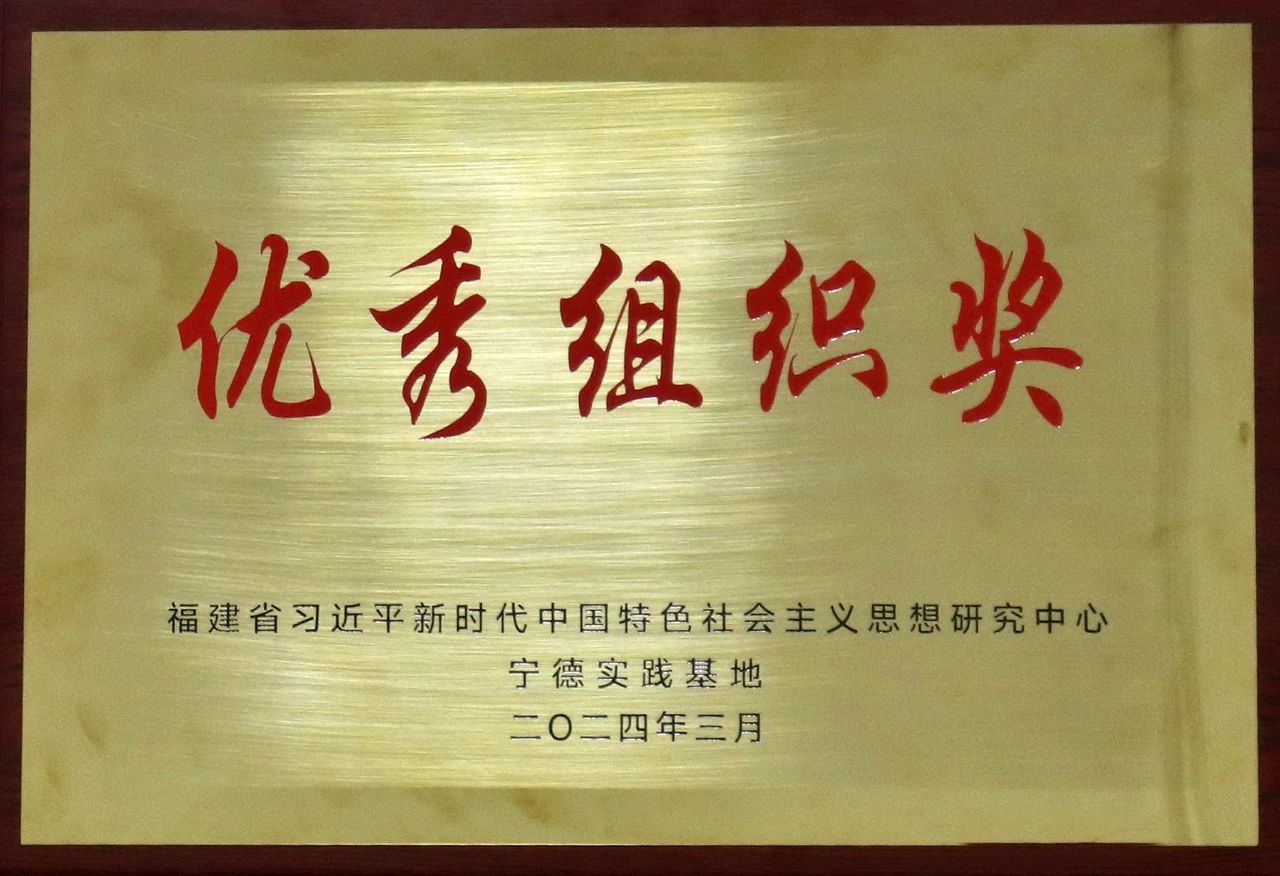 优秀组织奖
福建省习近平新时代中国特色社会主义思想研究中心
宁德实践基地
二〇二四年三月